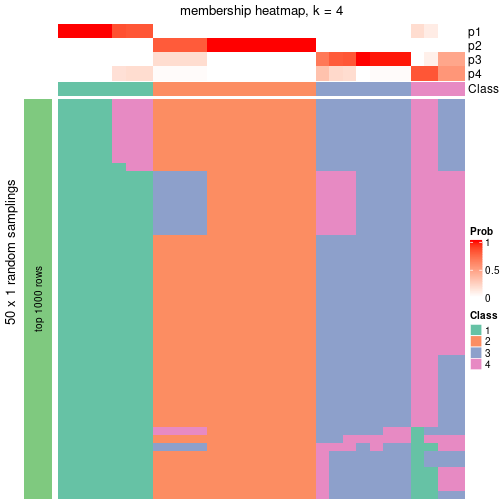 membership heatmap, k = 4
p1
p2
p3
p4
Class
50 x 1 random samplings
top 1000 rows
Prob
1
0.5
0
Class
1
2
3
4